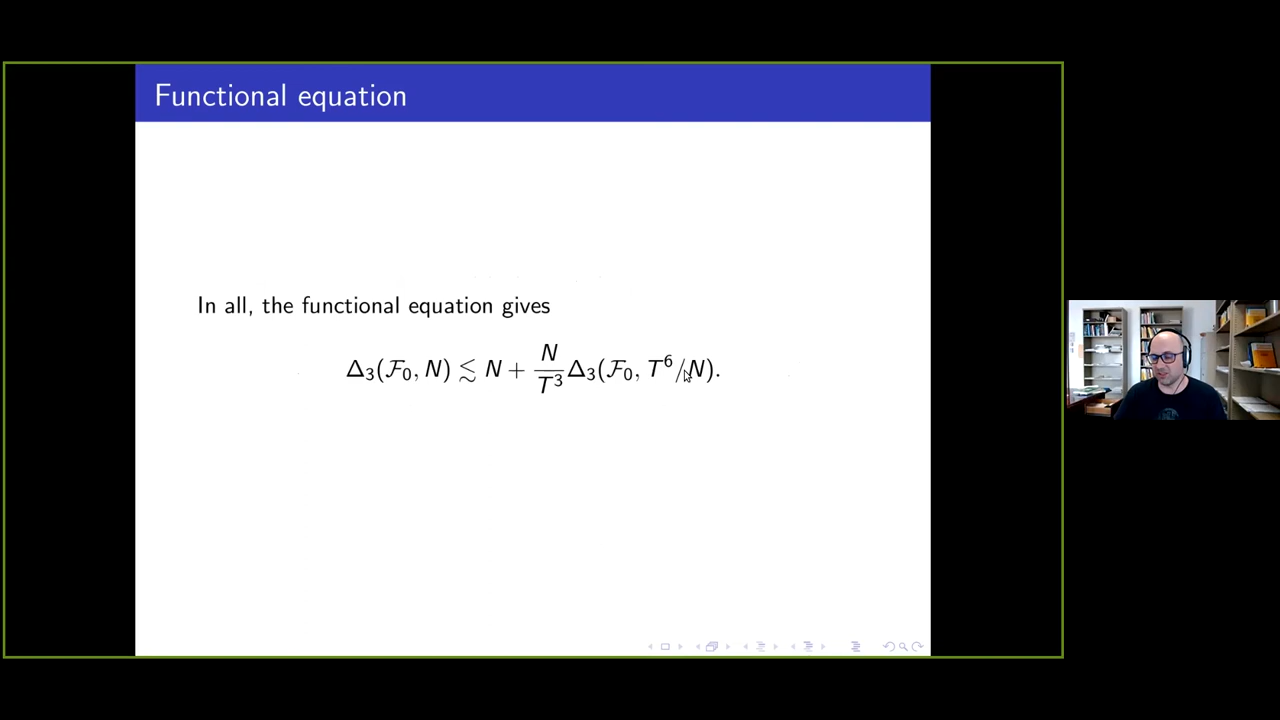 Functional equation
In all, the functional equation gives
Δ₃(ℱ₀, N) ≲ N + N/T³ Δ₃(ℱ₀, T⁶/N).